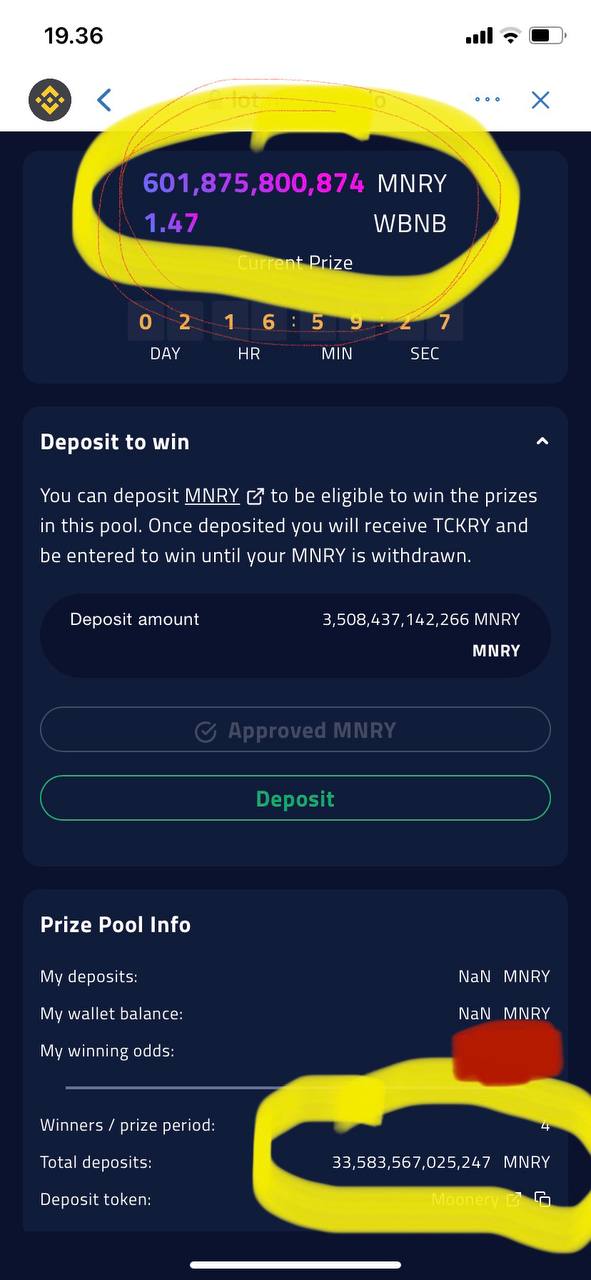 19.36
601,875,800,874 MNRY
1.47 WBNB
Current Prize
0 2 1 6 : 5 9 : 2 7
DAY HR MIN SEC
Deposit to win
You can deposit MNRY to be eligible to win the prizes
in this pool. Once deposited you will receive TCKRY and
be entered to win until your MNRY is withdrawn.
Deposit amount 3,508,437,142,266 MNRY
MNRY
Approved MNRY
Deposit
Prize Pool Info
My deposits: NaN MNRY
My wallet balance: NaN MNRY
My winning odds:
Winners / prize period: 4
Total deposits: 33,583,567,025,247 MNRY
Deposit token: Moonery